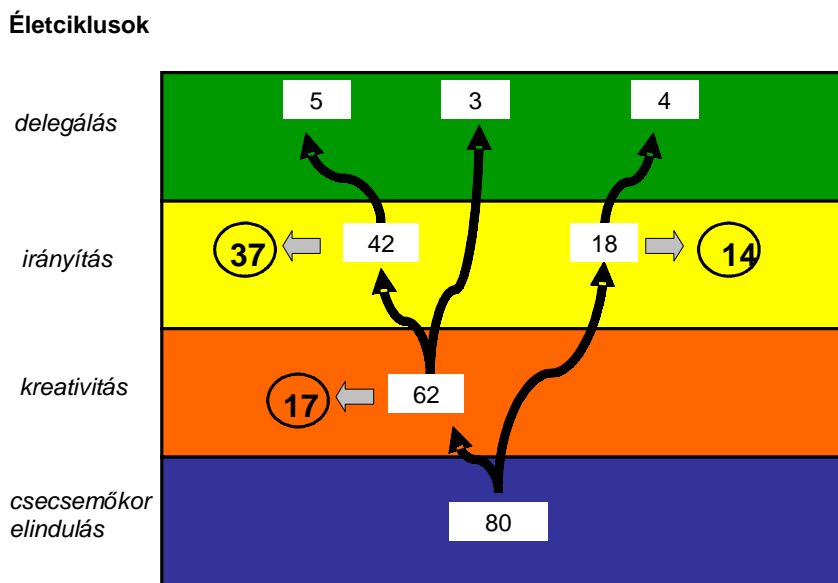 Életciklusok
delegálás
5
3
4
irányítás
37
42
18
14
kreativitás
17
62
csecsemőkor
elindulás
80